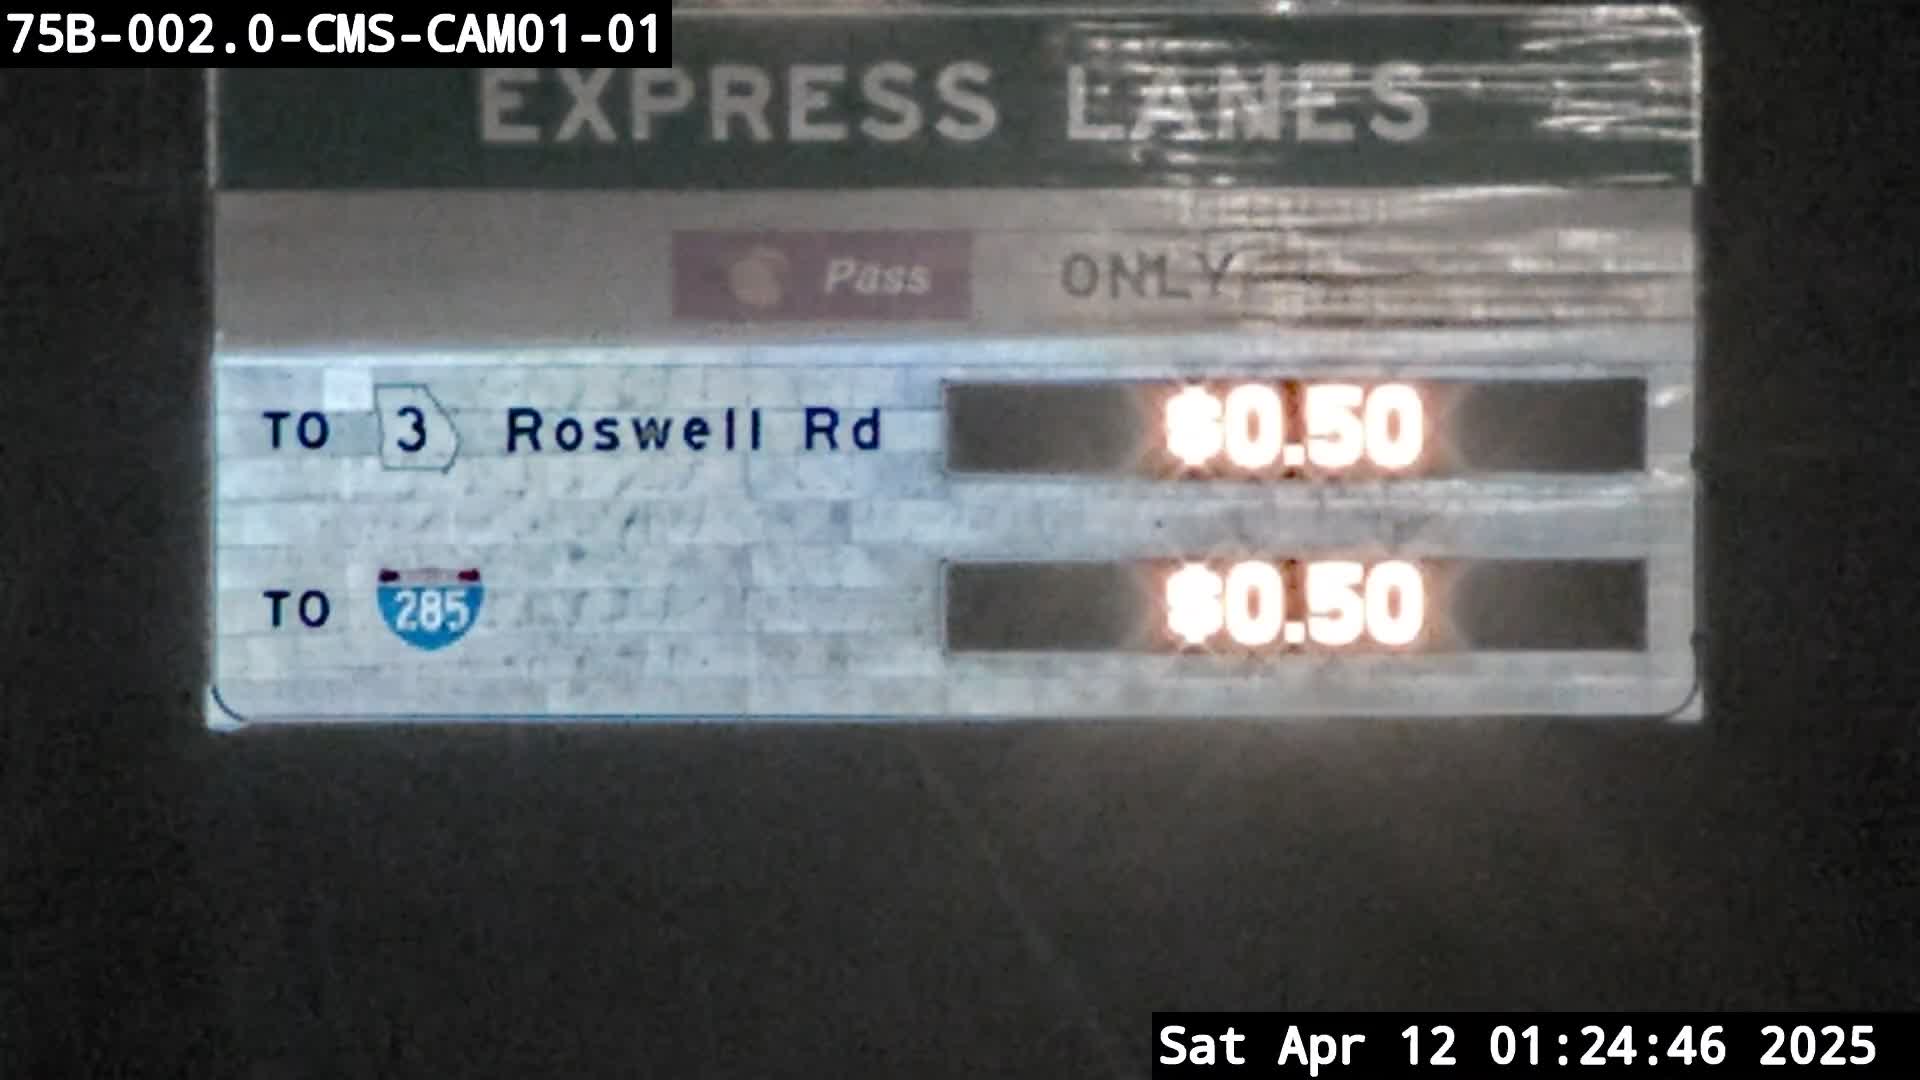 75B-002.0-CMS-CAM01-01
EXPRESS LANES
Pass ONLY
TO 3 Roswell Rd $0.50
TO 285 $0.50
Sat Apr 12 01:24:46 2025